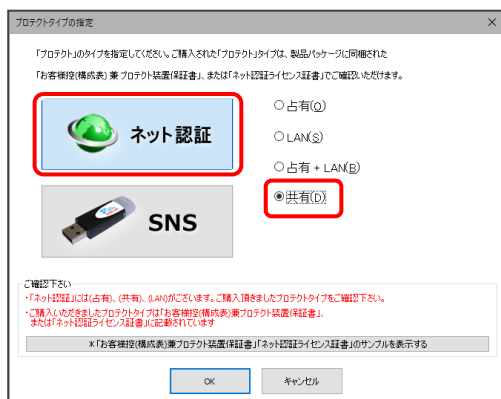 プロテクトタイプの指定
「プロテクト」のタイプを指定してください。ご購入された「プロテクト」タイプは、製品パッケージに同梱された
「お客様控(構成表) 兼 プロテクト装置保証書」、または「ネット認証ライセンス証書」でご確認いただけます。
ネット認証
占有(O)
LAN(S)
占有 + LAN(B)
共有(D)
SNS
ご確認下さい
・「ネット認証」には(占有)、(共有)、(LAN)がございます。ご購入頂きましたプロテクトタイプをご確認下さい。
・ご購入いただきましたプロテクトタイプは「お客様控(構成表)兼プロテクト装置保証書」、
または「ネット認証ライセンス証書」に記載されています
＊「お客様控(構成表)兼プロテクト装置保証書」「ネット認証ライセンス証書」のサンプルを表示する
OK
キャンセル